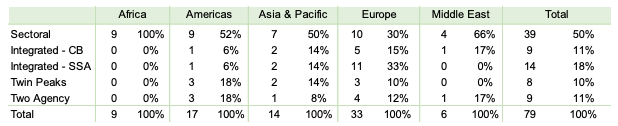 Africa Americas Asia & Pacific Europe Middle East Total
Sectoral 9 100% 9 52% 7 50% 10 30% 4 66% 39 50%
Integrated - CB 0 0% 1 6% 2 14% 5 15% 1 17% 9 11%
Integrated - SSA 0 0% 1 6% 2 14% 11 33% 0 0% 14 18%
Twin Peaks 0 0% 3 18% 2 14% 3 10% 0 0% 8 10%
Two Agency 0 0% 3 18% 1 8% 4 12% 1 17% 9 11%
Total 9 100% 17 100% 14 100% 33 100% 6 100% 79 100%